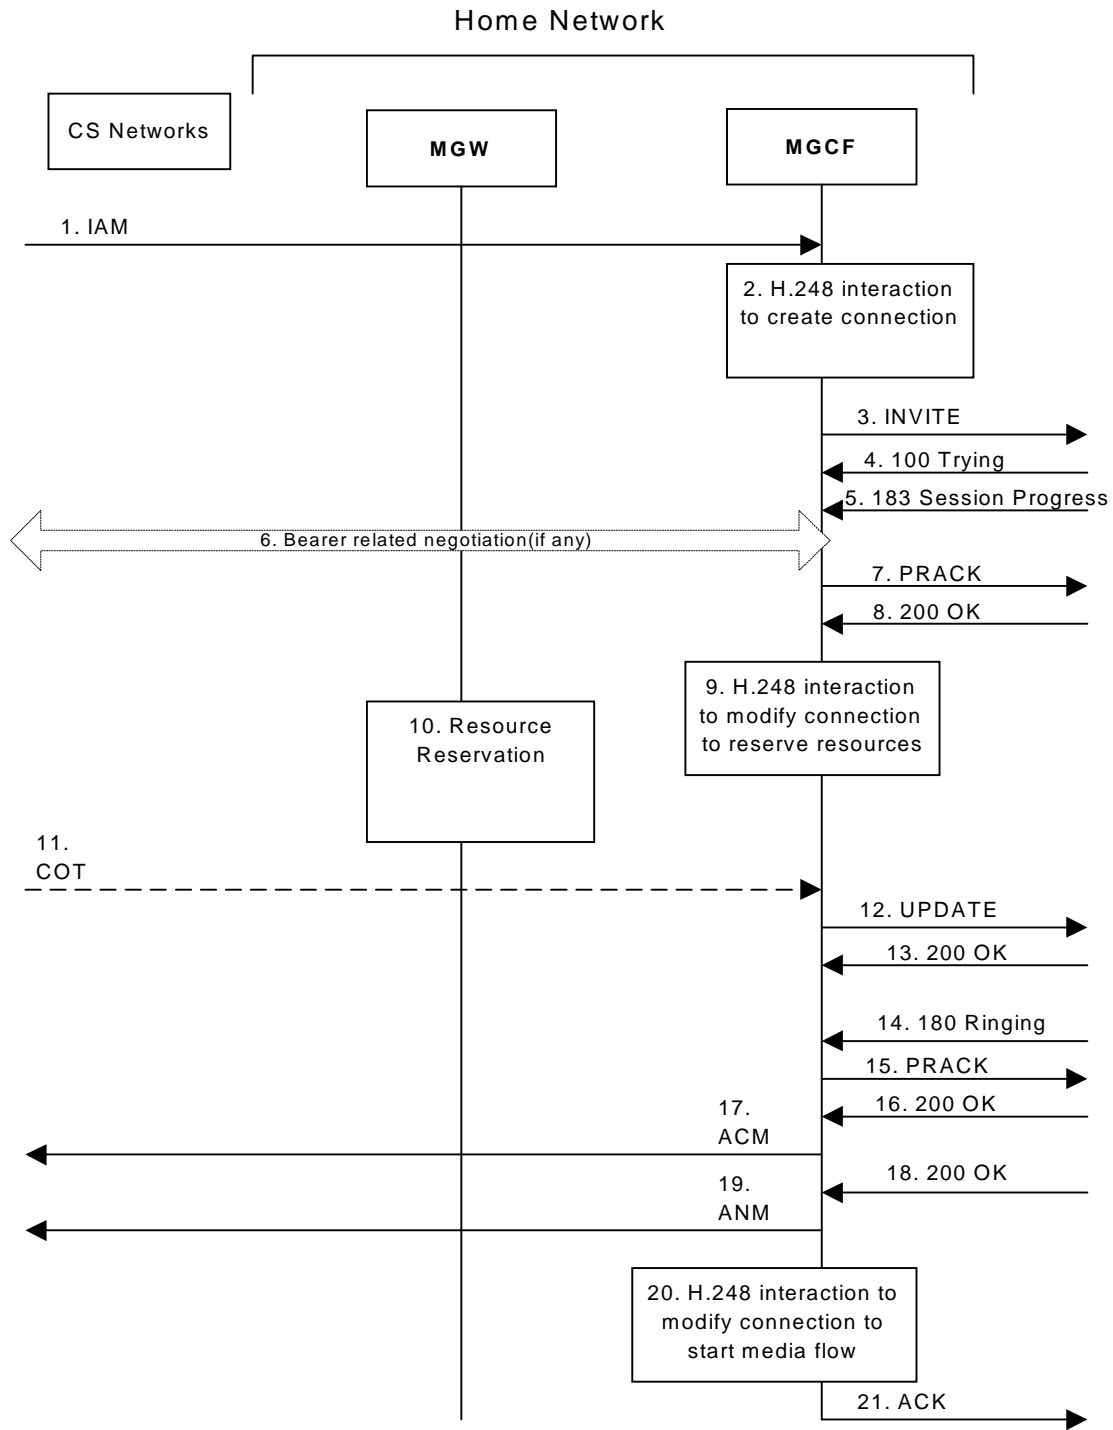 Home Network
CS Networks
MGW
MGCF
1. IAM
2. H.248 interaction
to create connection
3. INVITE
4. 100 Trying
5. 183 Session Progress
6. Bearer related negotiation(if any)
7. PRACK
8. 200 OK
9. H.248 interaction
to modify connection
to reserve resources
10. Resource
Reservation
11.
COT
12. UPDATE
13. 200 OK
14. 180 Ringing
15. PRACK
16. 200 OK
17.
ACM
18. 200 OK
19.
ANM
20. H.248 interaction to
modify connection to
start media flow
21. ACK